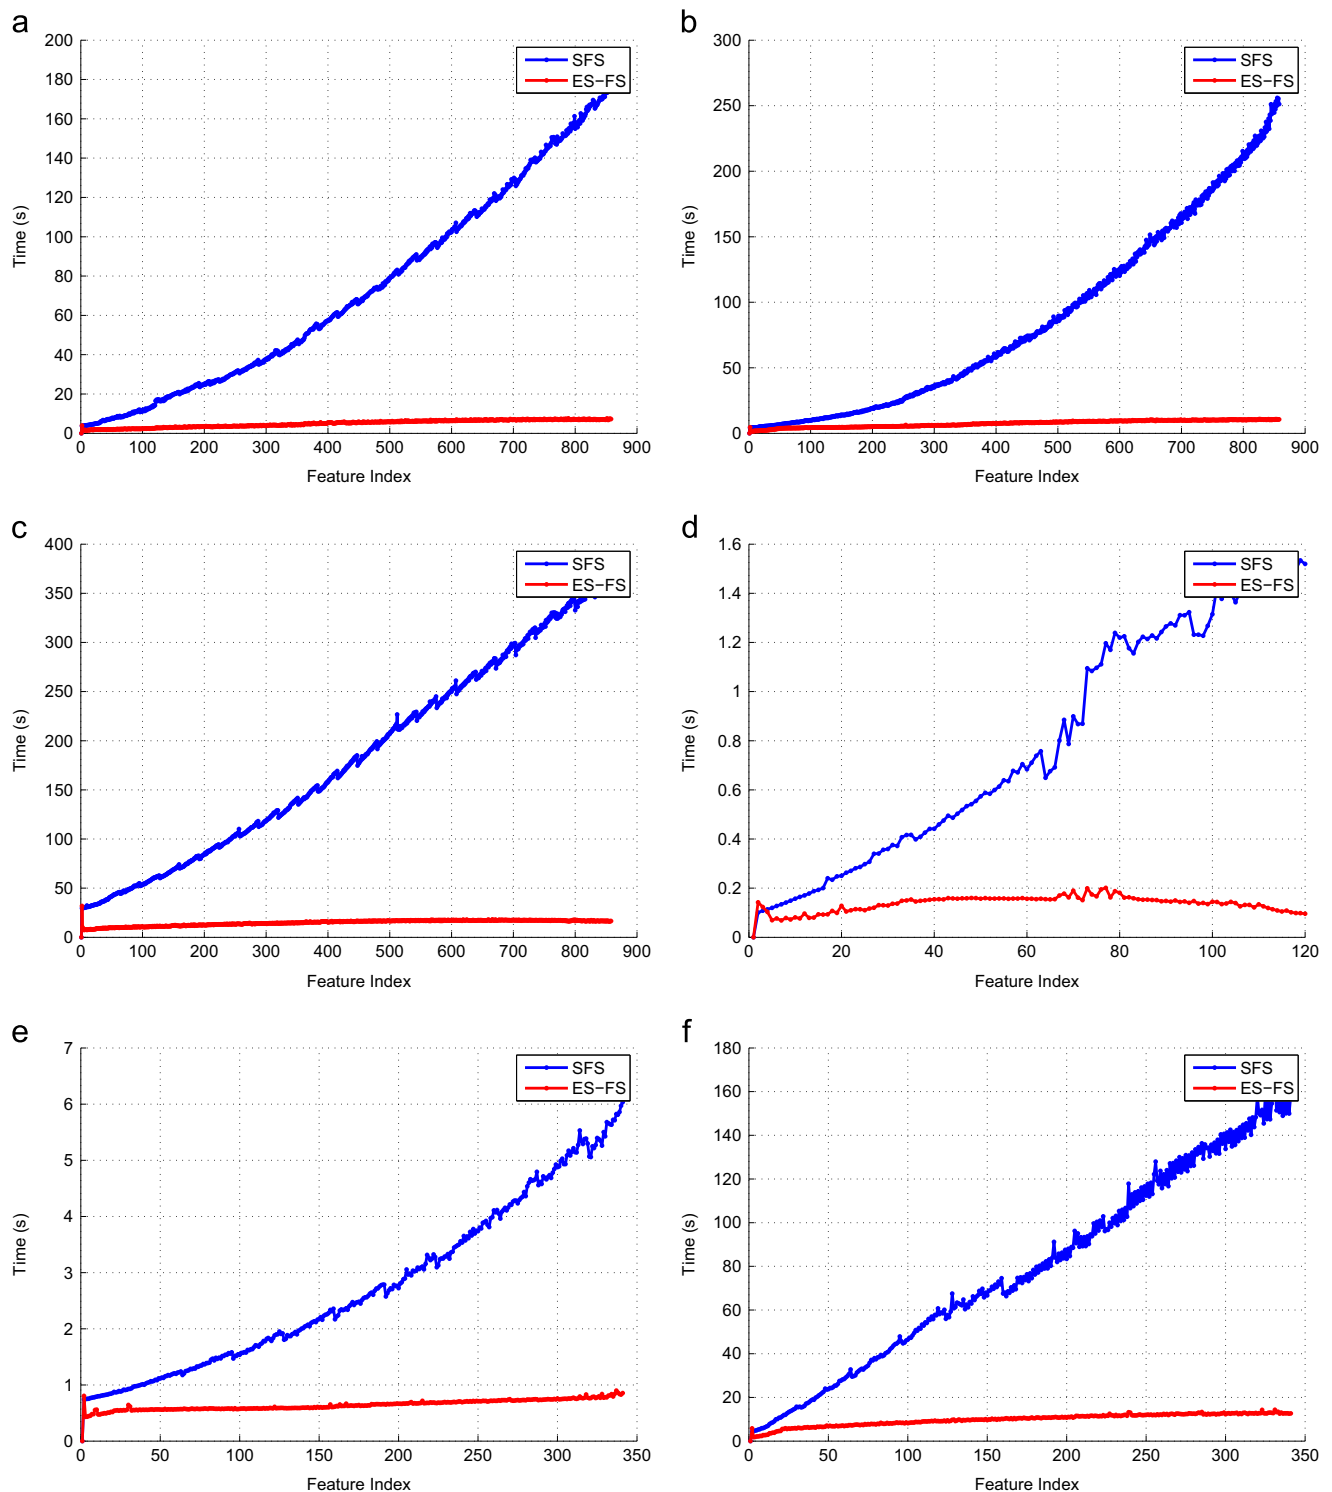 a
200
180
160
140
120
100
80
60
40
20
0
Time (s)
SFS
ES−FS
0 100 200 300 400 500 600 700 800 900
Feature Index
b
300
250
200
150
100
50
0
Time (s)
SFS
ES−FS
0 100 200 300 400 500 600 700 800 900
Feature Index
c
400
350
300
250
200
150
100
50
0
Time (s)
SFS
ES−FS
0 100 200 300 400 500 600 700 800 900
Feature Index
d
1.6
1.4
1.2
1
0.8
0.6
0.4
0.2
0
Time (s)
SFS
ES−FS
0 20 40 60 80 100 120
Feature Index
e
7
6
5
4
3
2
1
0
Time (s)
SFS
ES−FS
0 50 100 150 200 250 300 350
Feature Index
f
180
160
140
120
100
80
60
40
20
0
Time (s)
SFS
ES−FS
0 50 100 150 200 250 300 350
Feature Index